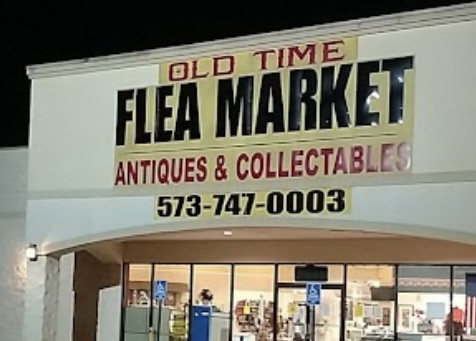 OLD TIME
FLEA MARKET
ANTIQUES & COLLECTABLES
573-747-0003